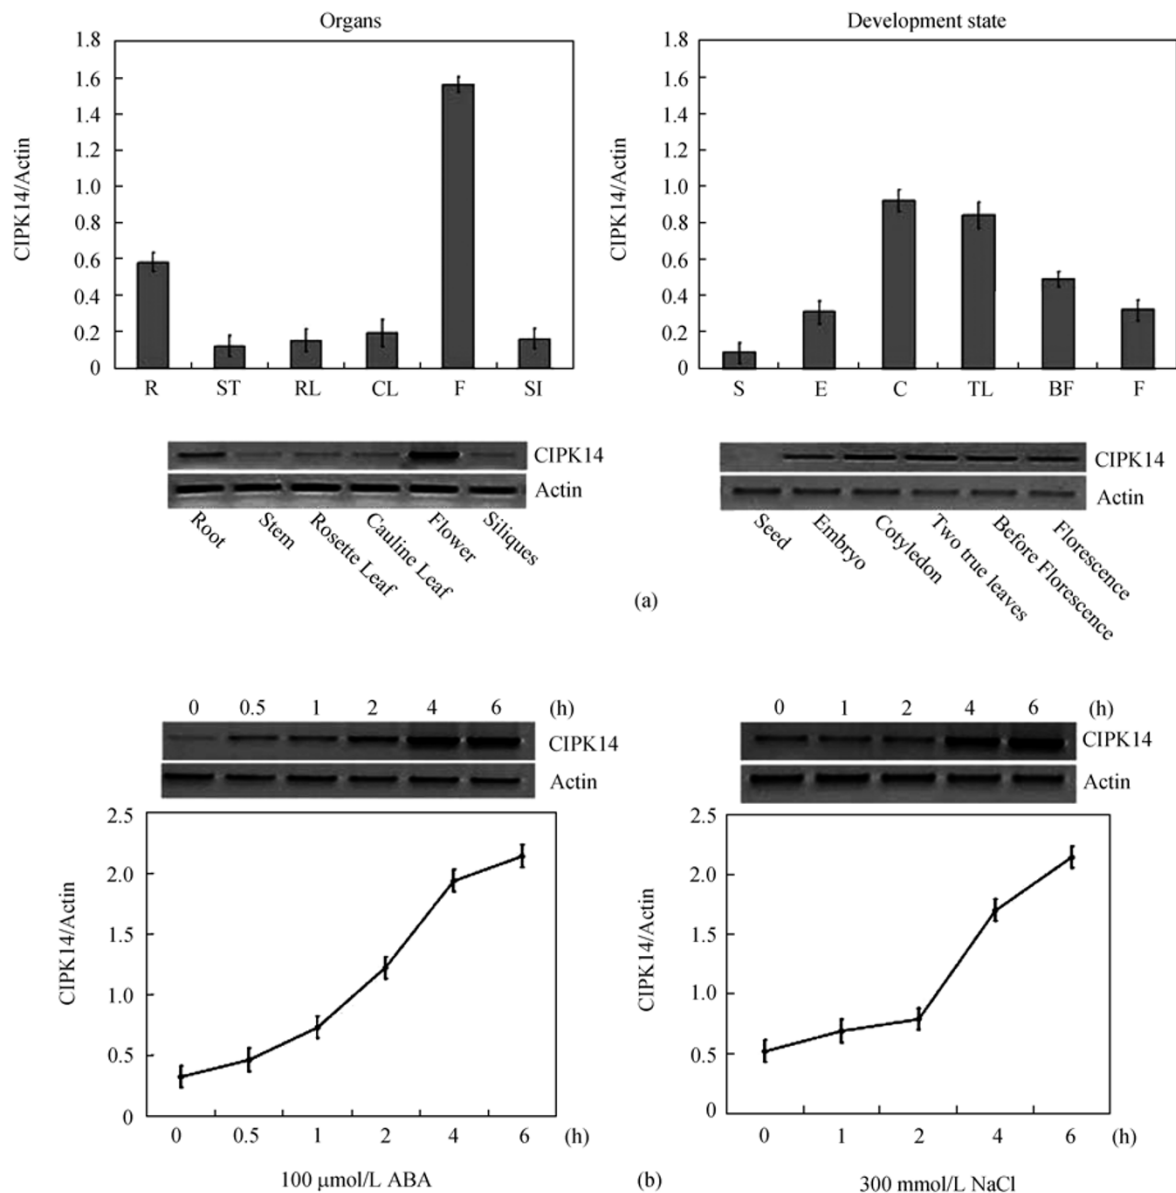 Organs
1.8
1.6
1.4
1.2
1.0
0.8
0.6
0.4
0.2
0
CIPK14/Actin
R ST RL CL F SI
CIPK14
Actin
Root Stem Rosette Leaf Cauline Leaf Flower Siliques
Development state
1.8
1.6
1.4
1.2
1.0
0.8
0.6
0.4
0.2
0
CIPK14/Actin
S E C TL BF F
CIPK14
Actin
Seed Embryo Cotyledon Two true leaves Before Florescence Florescence
(a)
0 0.5 1 2 4 6 (h)
CIPK14
Actin
2.5
2.0
1.5
1.0
0.5
0
CIPK14/Actin
0 0.5 1 2 4 6 (h)
100 μmol/L ABA
0 1 2 4 6 (h)
CIPK14
Actin
2.5
2.0
1.5
1.0
0.5
0
CIPK14/Actin
0 1 2 4 6 (h)
300 mmol/L NaCl
(b)